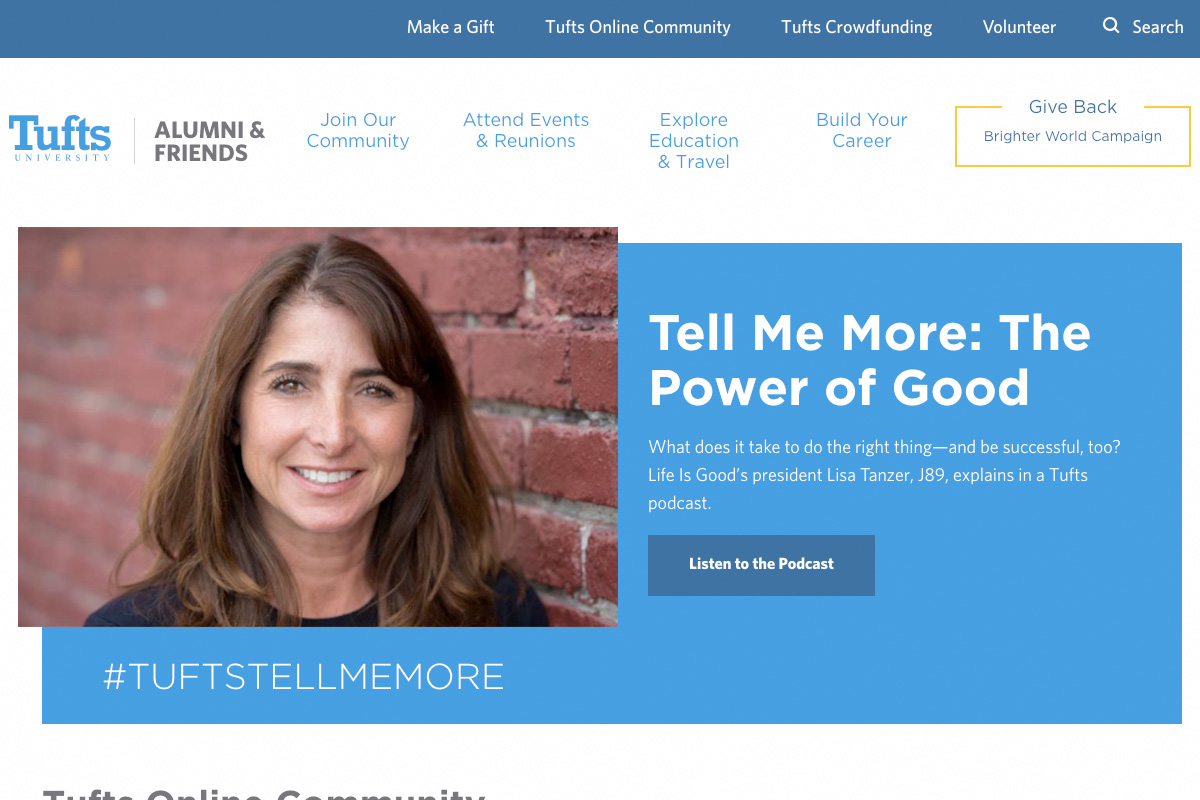 Make a Gift
Tufts Online Community
Tufts Crowdfunding
Volunteer
Search
Tufts
UNIVERSITY
ALUMNI &
FRIENDS
Join Our
Community
Attend Events
& Reunions
Explore
Education
& Travel
Build Your
Career
Give Back
Brighter World Campaign
Tell Me More: The
Power of Good
What does it take to do the right thing—and be successful, too?
Life Is Good’s president Lisa Tanzer, J89, explains in a Tufts
podcast.
Listen to the Podcast
#TUFTSTELLMEMORE
Tufts Online Community